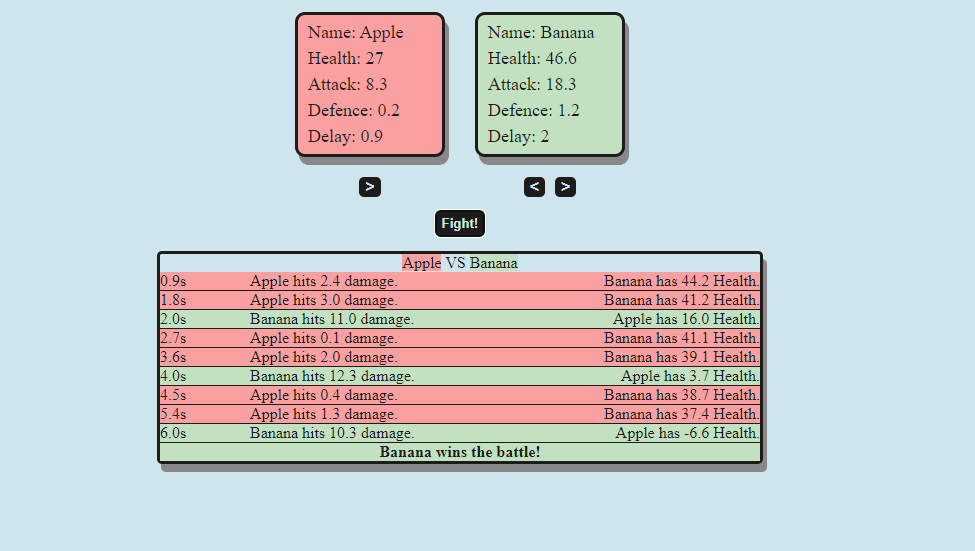 Name: Apple
Health: 27
Attack: 8.3
Defence: 0.2
Delay: 0.9
Name: Banana
Health: 46.6
Attack: 18.3
Defence: 1.2
Delay: 2
>
< >
Fight!
Apple VS Banana
0.9s Apple hits 2.4 damage. Banana has 44.2 Health.
1.8s Apple hits 3.0 damage. Banana has 41.2 Health.
2.0s Banana hits 11.0 damage. Apple has 16.0 Health.
2.7s Apple hits 0.1 damage. Banana has 41.1 Health.
3.6s Apple hits 2.0 damage. Banana has 39.1 Health.
4.0s Banana hits 12.3 damage. Apple has 3.7 Health.
4.5s Apple hits 0.4 damage. Banana has 38.7 Health.
5.4s Apple hits 1.3 damage. Banana has 37.4 Health.
6.0s Banana hits 10.3 damage. Apple has -6.6 Health.
Banana wins the battle!